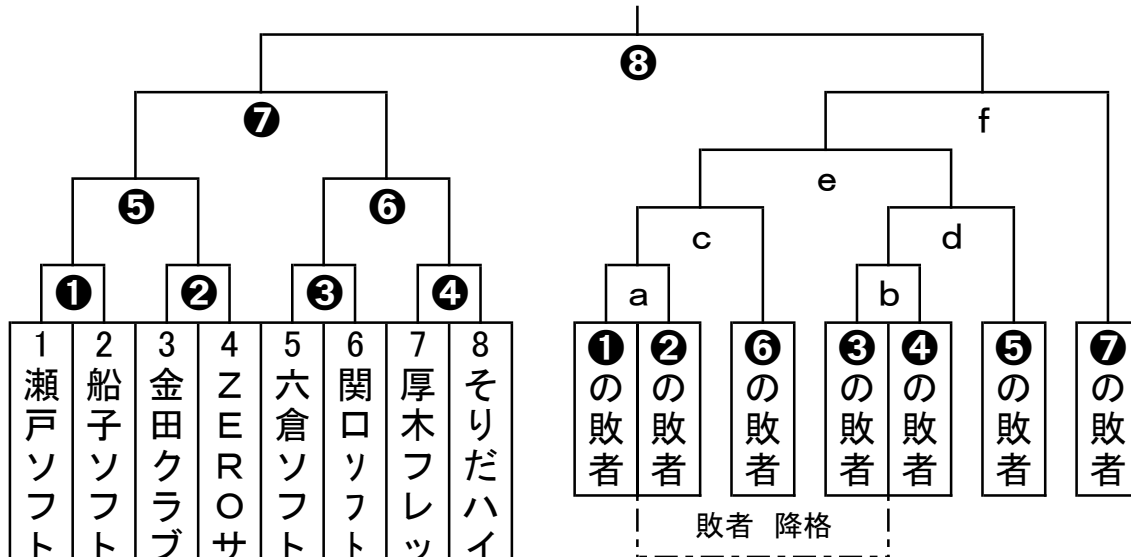 ❽
❼
f
e
❺
❻
c
d
❶
❷
❸
❹
a
b
1瀬戸ソフト
2船子ソフト
3金田クラブ
4ZEROサ
5六倉ソフト
6関口ソフト
7厚木フレッ
8そりだハイ
❶の敗者
❷の敗者
❻の敗者
❸の敗者
❹の敗者
❺の敗者
❼の敗者
敗者 降格